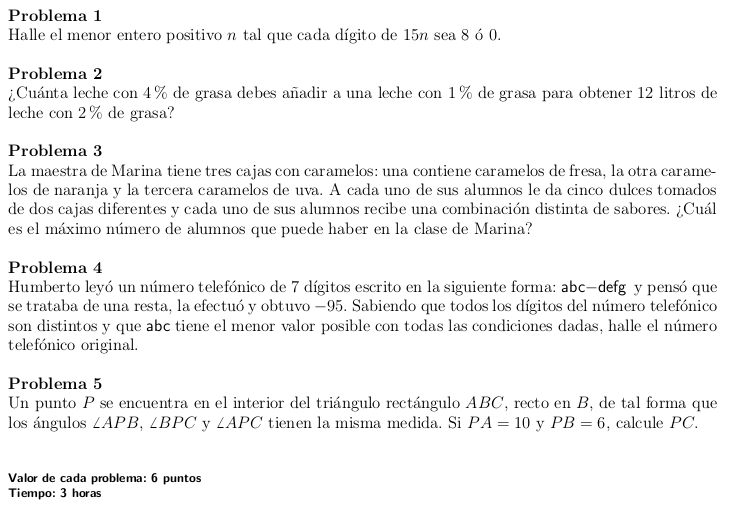 Problema 1
Halle el menor entero positivo n tal que cada dígito de 15n sea 8 ó 0.
Problema 2
¿Cuánta leche con 4 % de grasa debes añadir a una leche con 1 % de grasa para obtener 12 litros de
leche con 2 % de grasa?
Problema 3
La maestra de Marina tiene tres cajas con caramelos: una contiene caramelos de fresa, la otra carame-
los de naranja y la tercera caramelos de uva. A cada uno de sus alumnos le da cinco dulces tomados
de dos cajas diferentes y cada uno de sus alumnos recibe una combinación distinta de sabores. ¿Cuál
es el máximo número de alumnos que puede haber en la clase de Marina?
Problema 4
Humberto leyó un número telefónico de 7 dígitos escrito en la siguiente forma: abc−defg y pensó que
se trataba de una resta, la efectuó y obtuvo −95. Sabiendo que todos los dígitos del número telefónico
son distintos y que abc tiene el menor valor posible con todas las condiciones dadas, halle el número
telefónico original.
Problema 5
Un punto P se encuentra en el interior del triángulo rectángulo ABC, recto en B, de tal forma que
los ángulos ∠APB, ∠BPC y ∠APC tienen la misma medida. Si PA = 10 y PB = 6, calcule PC.
Valor de cada problema: 6 puntos
Tiempo: 3 horas